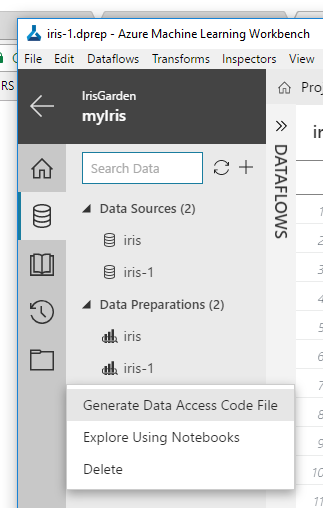 iris-1.dprep - Azure Machine Learning Workbench
File Edit Dataflows Transforms Inspectors View
RS
IrisGarden
myIris
Search Data
Data Sources (2)
iris
iris-1
Data Preparations (2)
iris
iris-1
Generate Data Access Code File
Explore Using Notebooks
Delete
Pro
DATAFLOWS
1
2
3
4
5
6
7
8
9
10
11